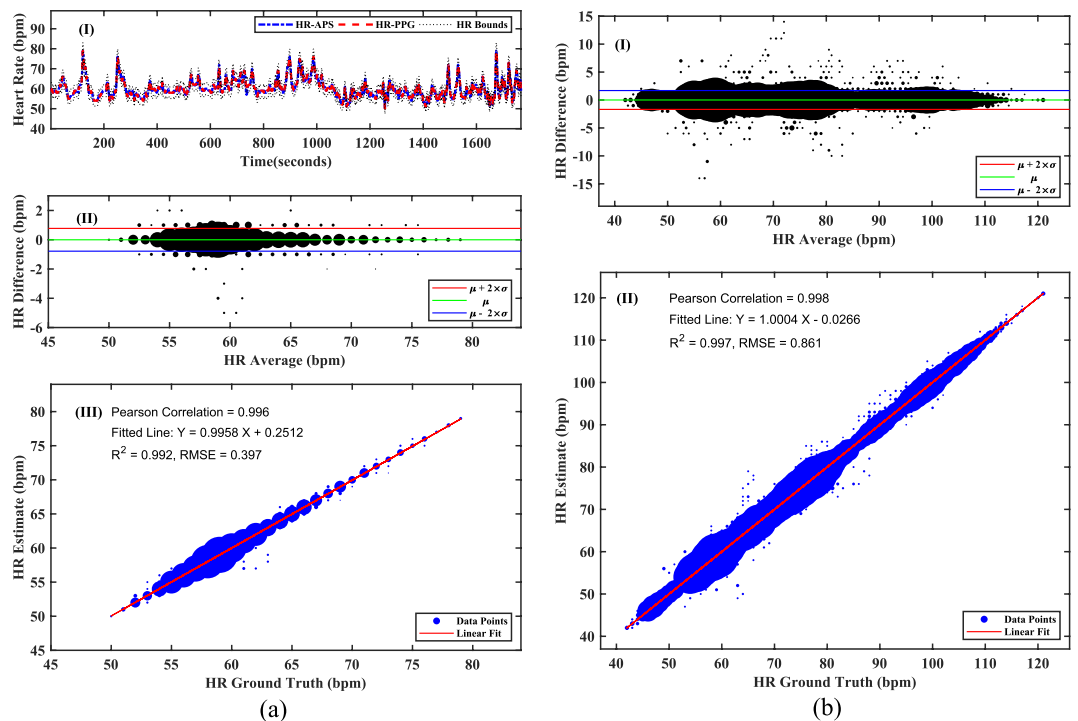 (I)
HR-APS HR-PPG HR Bounds
Heart Rate (bpm)
100
80
60
40
200 400 600 800 1000 1200 1400 1600
Time(seconds)
(II)
HR Difference (bpm)
2
0
-2
-4
-6
μ + 2×σ
μ
μ - 2×σ
45 50 55 60 65 70 75 80
HR Average (bpm)
(III)
Pearson Correlation = 0.996
Fitted Line: Y = 0.9958 X + 0.2512
R² = 0.992, RMSE = 0.397
HR Estimate (bpm)
80
75
70
65
60
55
50
45
Data Points
Linear Fit
45 50 55 60 65 70 75 80
HR Ground Truth (bpm)
(a)
(I)
HR Difference (bpm)
15
10
5
0
-5
-10
-15
μ + 2×σ
μ
μ - 2×σ
40 50 60 70 80 90 100 110 120
HR Average (bpm)
(II)
Pearson Correlation = 0.998
Fitted Line: Y = 1.0004 X - 0.0266
R² = 0.997, RMSE = 0.861
HR Estimate (bpm)
120
110
100
90
80
70
60
50
40
Data Points
Linear Fit
40 50 60 70 80 90 100 110 120
HR Ground Truth (bpm)
(b)